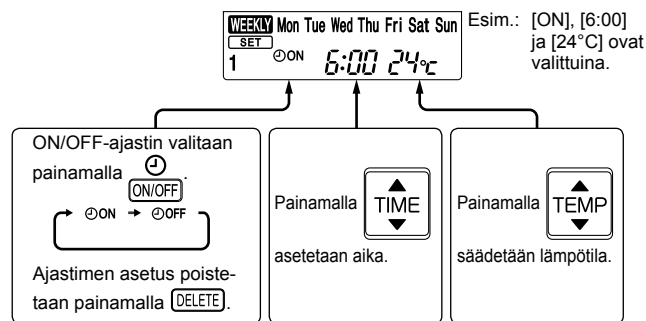 WEEKLY Mon Tue Wed Thu Fri Sat Sun
SET
1 ON 6:00 24°C
Esim.: [ON], [6:00]
ja [24°C] ovat
valittuina.
ON/OFF-ajastin valitaan
painamalla ON/OFF.
ON → OFF
Ajastimen asetus poiste-
taan painamalla DELETE.
Painamalla TIME
asetetaan aika.
Painamalla TEMP
säädetään lämpötila.